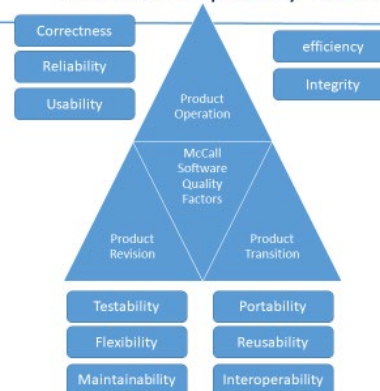 Correctness
Reliability
Usability
efficiency
Integrity
Product
Operation
McCall
Software
Quality
Factors
Product
Revision
Product
Transition
Testability
Flexibility
Maintainability
Portability
Reusability
Interoperability